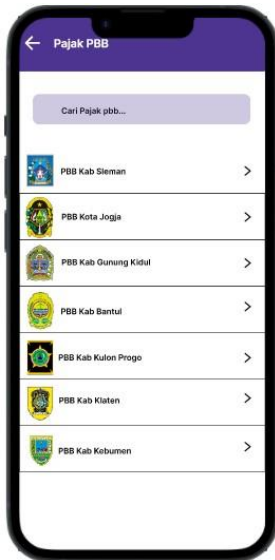 Pajak PBB
Cari Pajak pbb...
PBB Kab Sleman
PBB Kota Jogja
PBB Kab Gunung Kidul
PBB Kab Bantul
PBB Kab Kulon Progo
PBB Kab Klaten
PBB Kab Kebumen